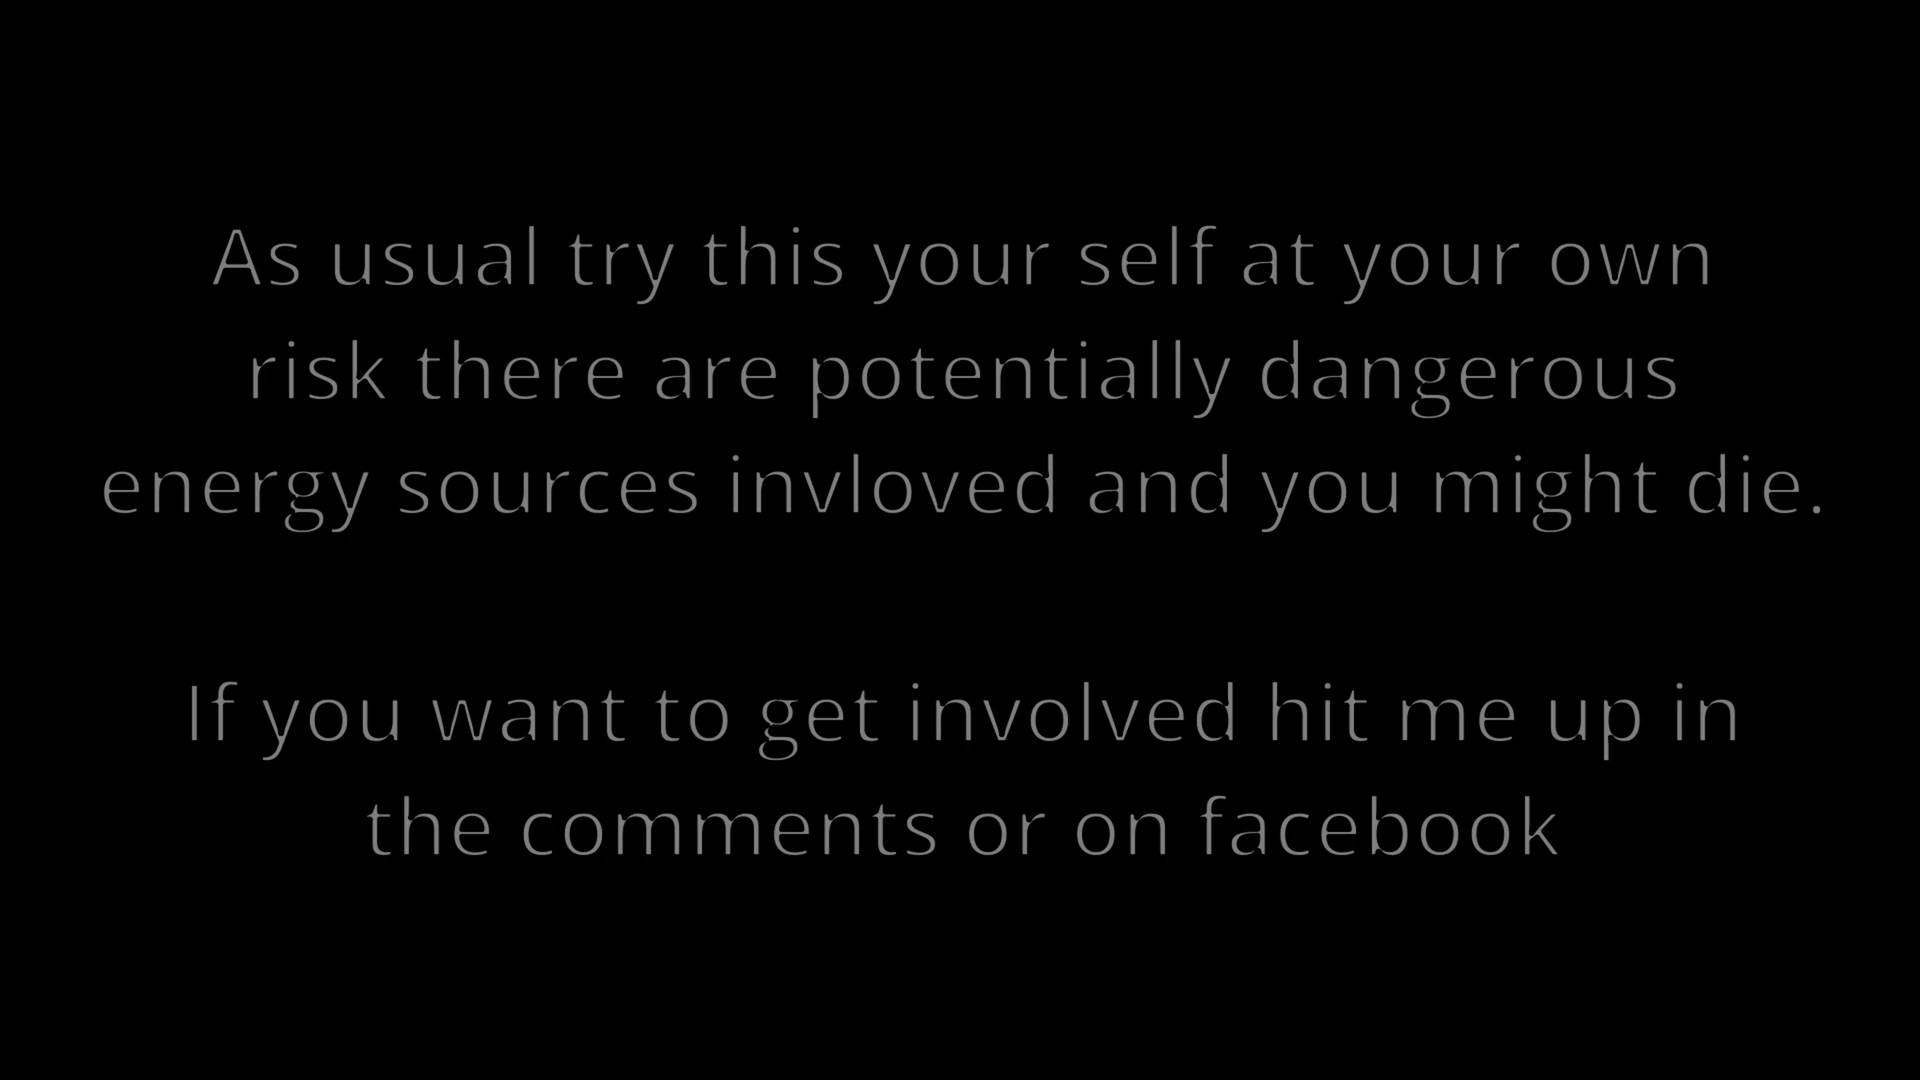 As usual try this your self at your own
risk there are potentially dangerous
energy sources invloved and you might die.
If you want to get involved hit me up in
the comments or on facebook